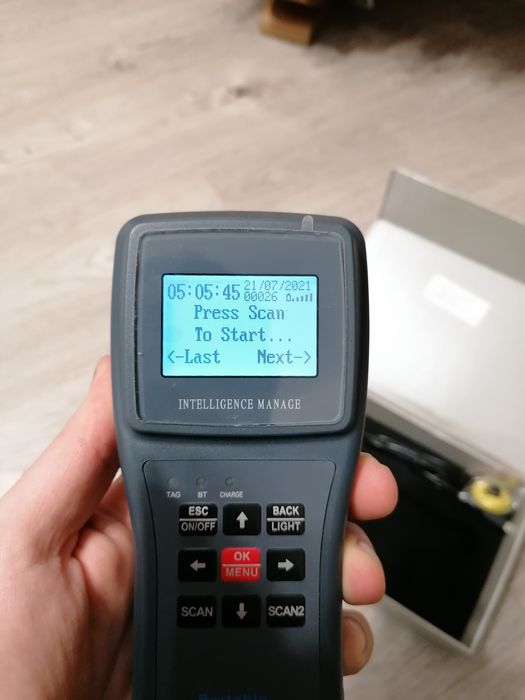 05:05:45 21/07/2021
00026
Press Scan
To Start...
<-Last Next->
INTELLIGENCE MANAGE
TAG BT CHARGE
ESC
ON/OFF
BACK
LIGHT
OK
MENU
SCAN SCAN2
Portable